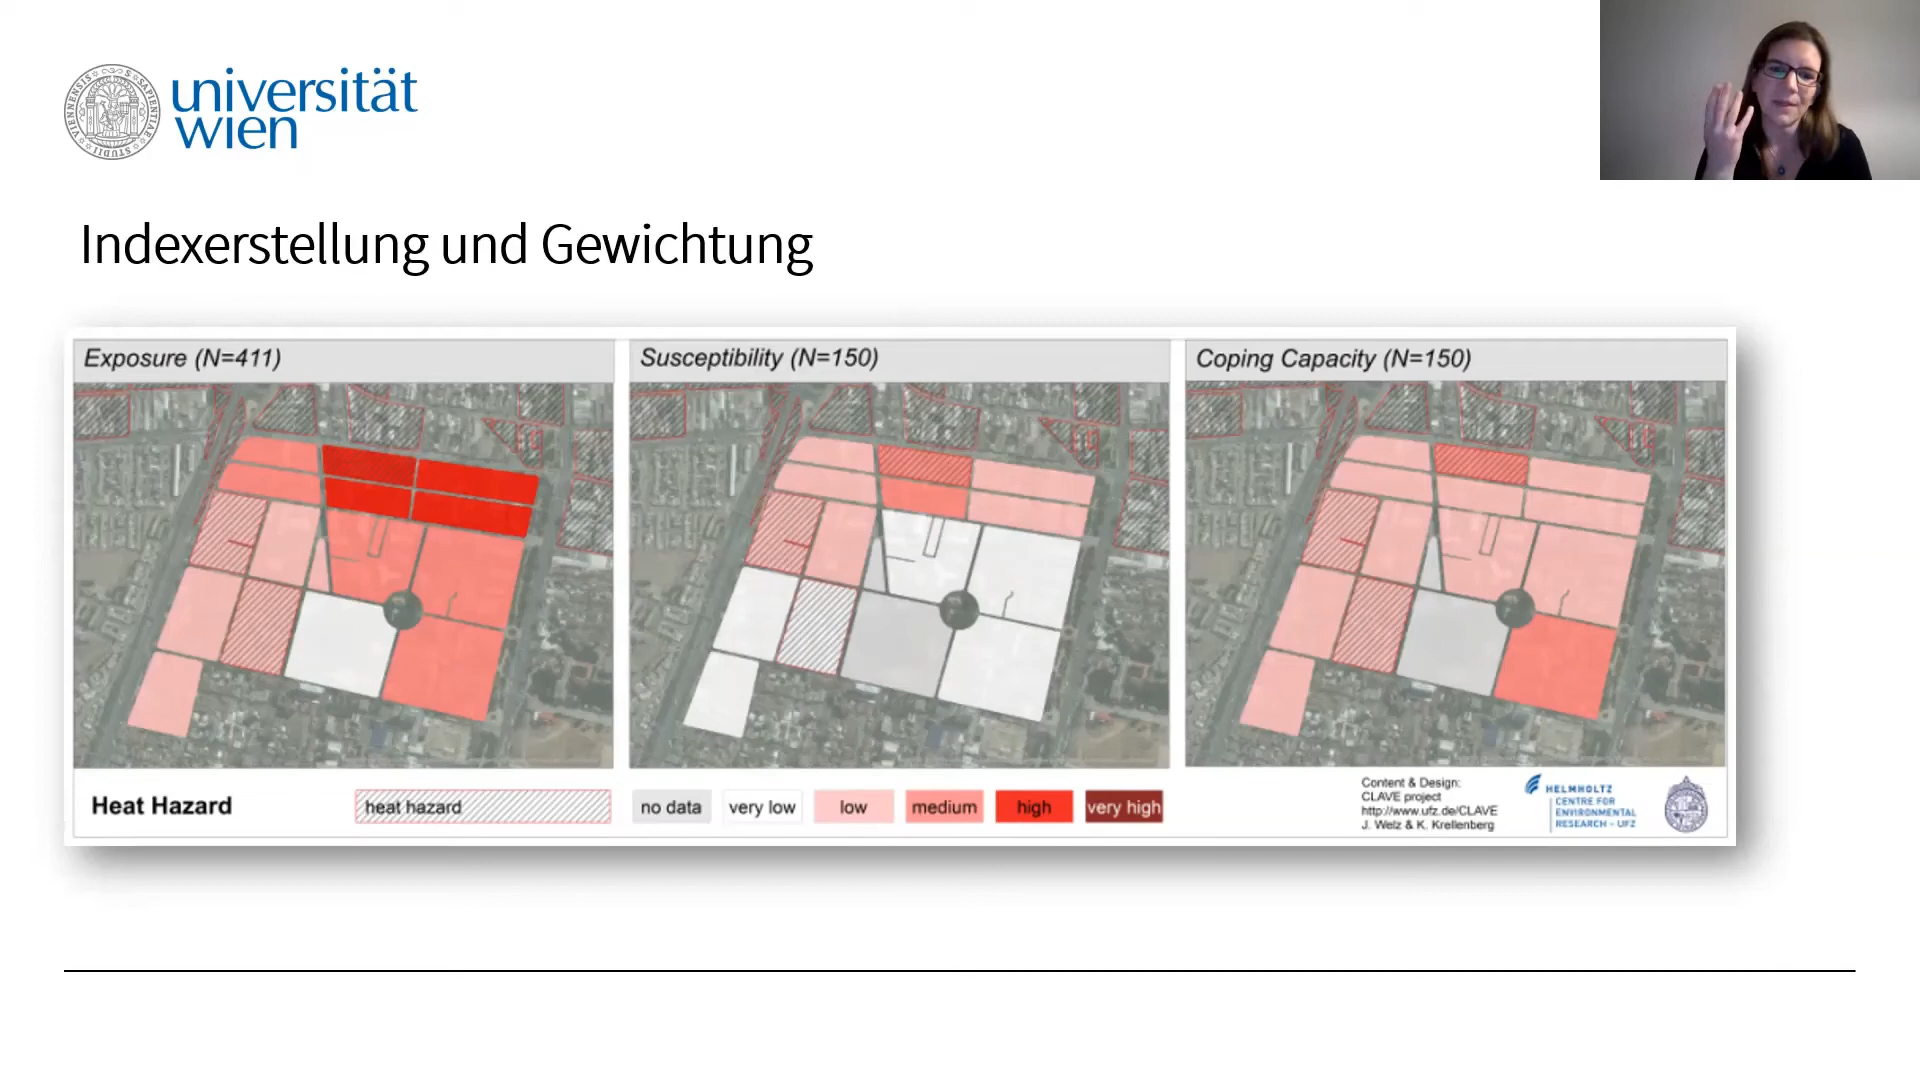 universität
wien
Indexerstellung und Gewichtung
Exposure (N=411)
Susceptibility (N=150)
Coping Capacity (N=150)
Heat Hazard
heat hazard
no data
very low
low
medium
high
very high
Content & Design:
CLAVE project
http://www.ufz.de/CLAVE
J. Welz & K. Krellenberg
HELMHOLTZ
CENTRE FOR
ENVIRONMENTAL
RESEARCH - UFZ